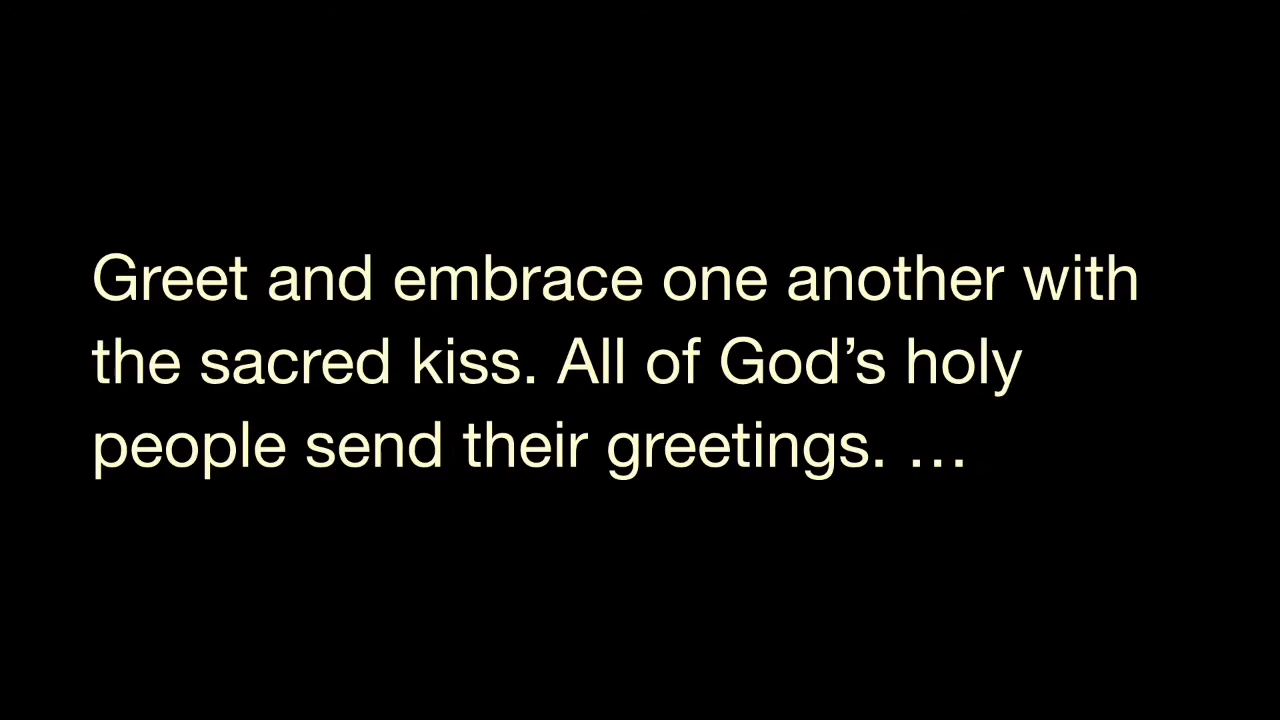 Greet and embrace one another with
the sacred kiss. All of God’s holy
people send their greetings. …